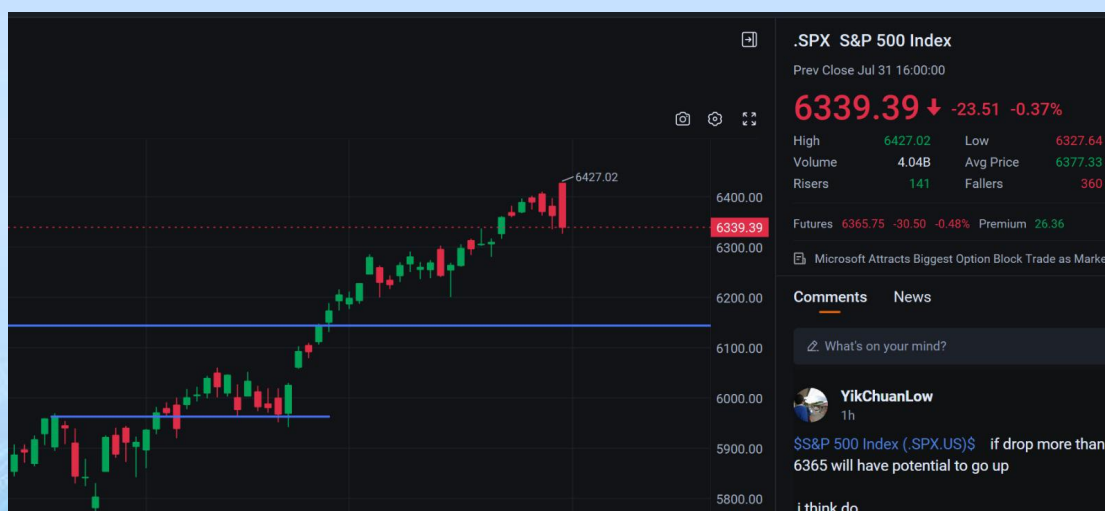 .SPX S&P 500 Index
Prev Close Jul 31 16:00:00
6339.39 -23.51 -0.37%
High 6427.02 Low 6327.64
Volume 4.04B Avg Price 6377.33
Risers 141 Fallers 360
Futures 6365.75 -30.50 -0.48% Premium 26.36
Microsoft Attracts Biggest Option Block Trade as Marke
Comments News
What's on your mind?
YikChuanLow
1h
$S&P 500 Index (.SPX.US)$ if drop more than
6365 will have potential to go up
i think do
6427.02
6400.00
6339.39
6300.00
6200.00
6100.00
6000.00
5900.00
5800.00